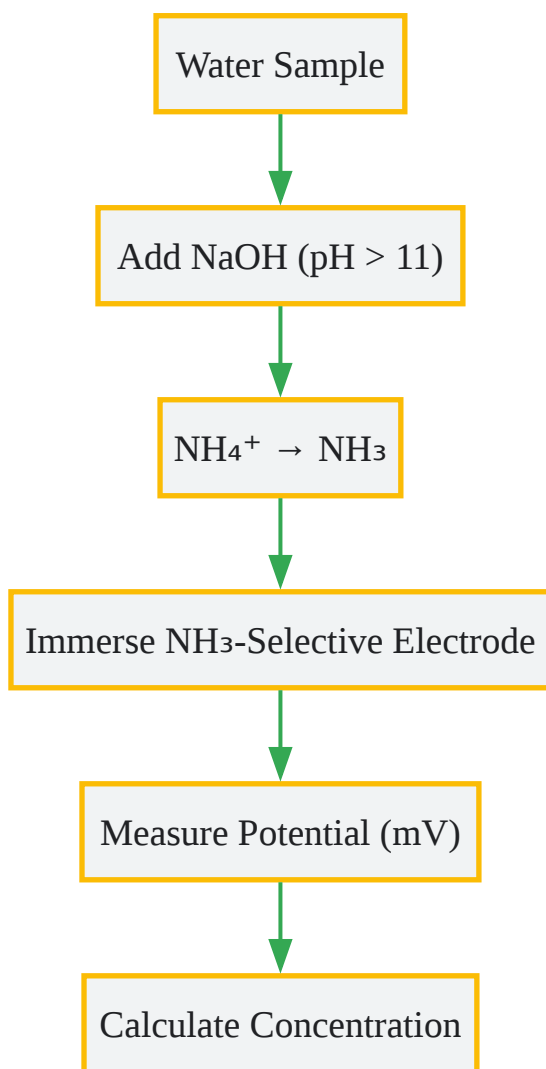 Water Sample
Add NaOH (pH > 11)
NH₄⁺ → NH₃
Immerse NH₃-Selective Electrode
Measure Potential (mV)
Calculate Concentration